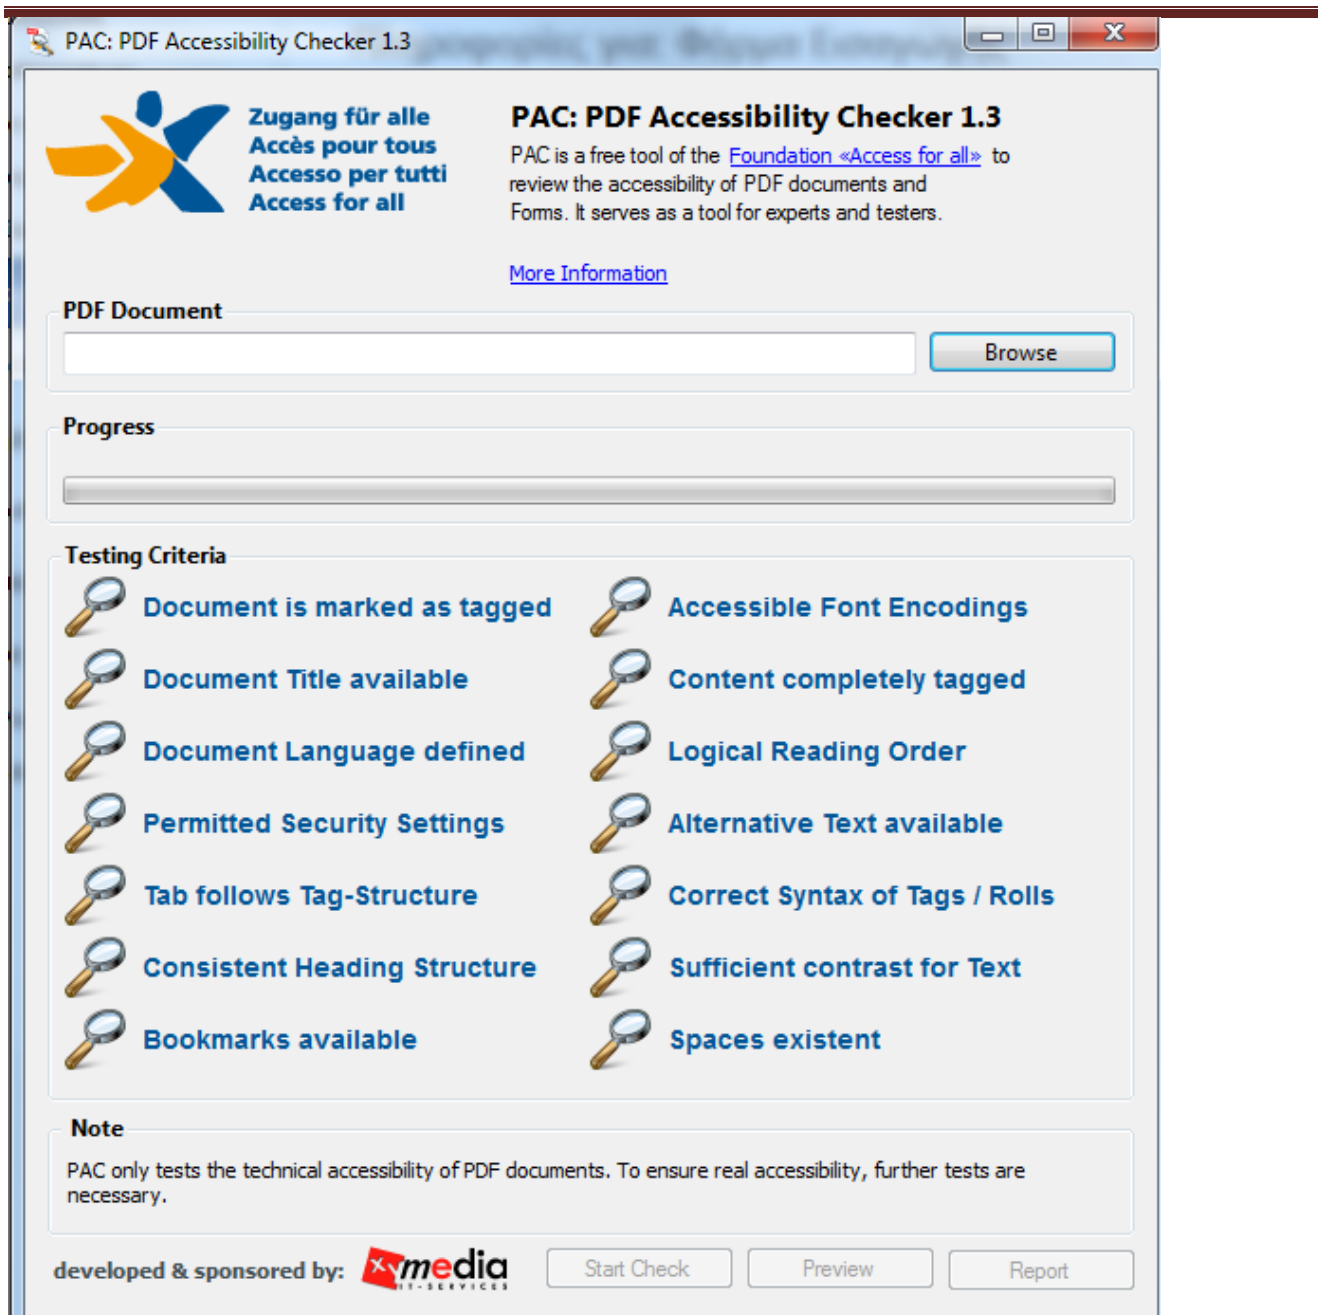 PAC: PDF Accessibility Checker 1.3
Zugang für alle
Accès pour tous
Accesso per tutti
Access for all
PAC: PDF Accessibility Checker 1.3
PAC is a free tool of the Foundation «Access for all» to
review the accessibility of PDF documents and
Forms. It serves as a tool for experts and testers.
More Information
PDF Document
Browse
Progress
Testing Criteria
Document is marked as tagged
Accessible Font Encodings
Document Title available
Content completely tagged
Document Language defined
Logical Reading Order
Permitted Security Settings
Alternative Text available
Tab follows Tag-Structure
Correct Syntax of Tags / Rolls
Consistent Heading Structure
Sufficient contrast for Text
Bookmarks available
Spaces existent
Note
PAC only tests the technical accessibility of PDF documents. To ensure real accessibility, further tests are
necessary.
developed & sponsored by:
xymedia
IT-SERVICES
Start Check
Preview
Report